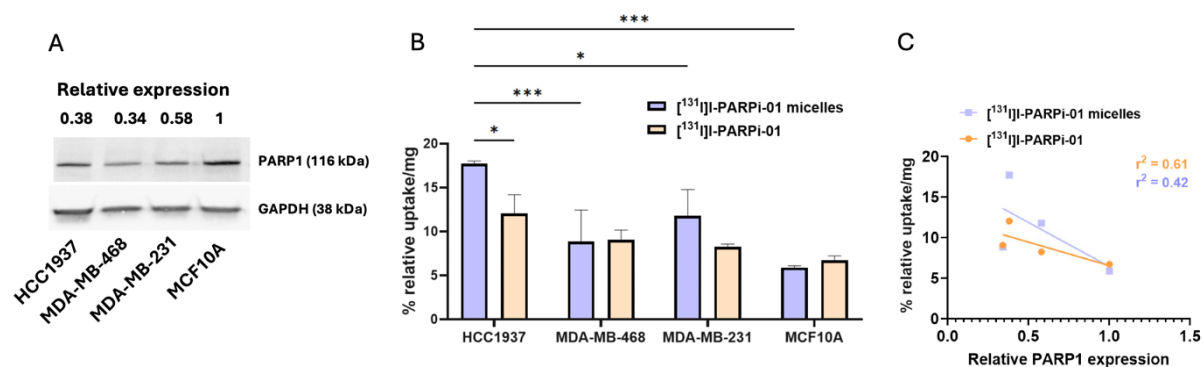 A
Relative expression
0.38 0.34 0.58 1
PARP1 (116 kDa)
GAPDH (38 kDa)
HCC1937
MDA-MB-468
MDA-MB-231
MCF10A
B
***
*
***
*
[¹³¹I]I-PARPi-01 micelles
[¹³¹I]I-PARPi-01
% relative uptake/mg
20
15
10
5
0
HCC1937 MDA-MB-468 MDA-MB-231 MCF10A
C
[¹³¹I]I-PARPi-01 micelles
[¹³¹I]I-PARPi-01
r² = 0.61
r² = 0.42
% relative uptake/mg
20
15
10
5
0
0.0 0.5 1.0 1.5
Relative PARP1 expression